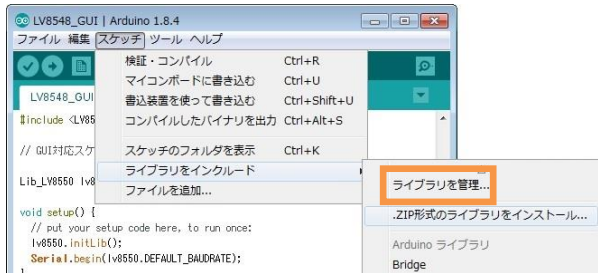 LV8548_GUI | Arduino 1.8.4
ファイル 編集 スケッチ ツール ヘルプ
検証・コンパイル Ctrl+R
マイコンボードに書き込む Ctrl+U
書込装置を使って書き込む Ctrl+Shift+U
コンパイルしたバイナリを出力 Ctrl+Alt+S
スケッチのフォルダを表示 Ctrl+K
ライブラリをインクルード
ファイルを追加...
ライブラリを管理...
.ZIP形式のライブラリをインストール...
Arduino ライブラリ
Bridge
LV8548_GUI
#include <LV85
// GUI対応スケ
Lib_LV8550 lv8
void setup() {
// put your setup code here, to run once:
lv8550.initLib();
Serial.begin(lv8550.DEFAULT_BAUDRATE);